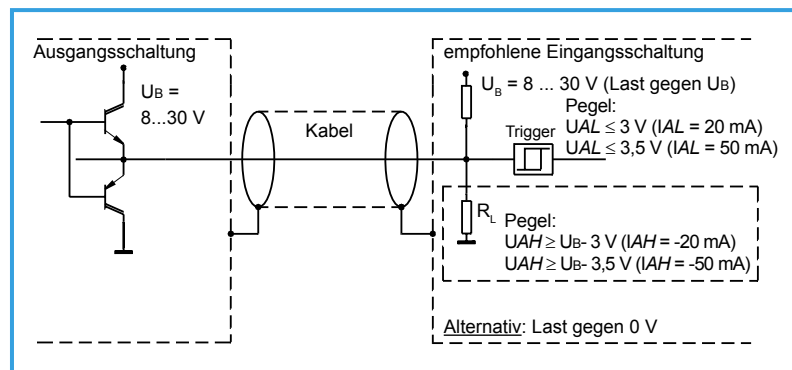 Ausgangsschaltung
UB =
8...30 V
Kabel
empfohlene Eingangsschaltung
UB = 8 ... 30 V (Last gegen UB)
Pegel:
UAL ≤ 3 V (IAL = 20 mA)
UAL ≤ 3,5 V (IAL = 50 mA)
Trigger
RL
Pegel:
UAH ≥ UB- 3 V (IAH = -20 mA)
UAH ≥ UB- 3,5 V (IAH = -50 mA)
Alternativ: Last gegen 0 V